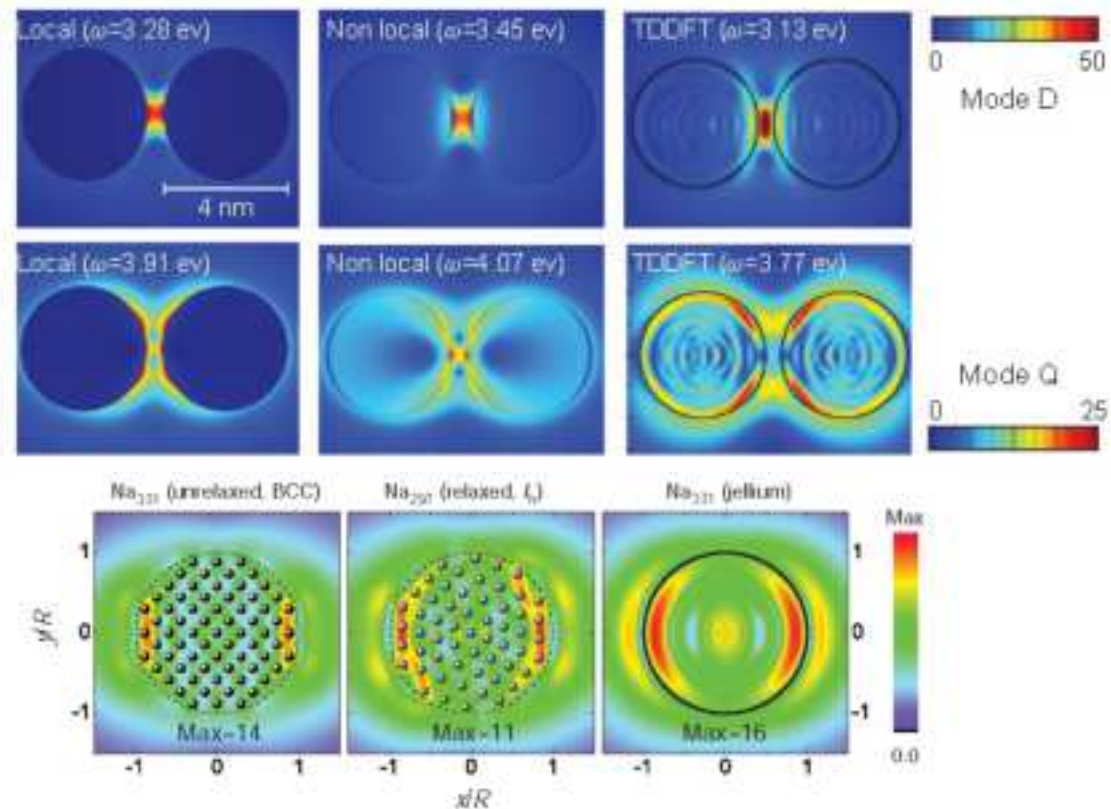 Local (ω=3.28 ev)
Non local (ω=3.45 ev)
TDDFT (ω=3.13 ev)
0 50
Mode D
4 nm
Local (ω=3.91 ev)
Non local (ω=4.07 ev)
TDDFT (ω=3.77 ev)
Mode Q
0 25
Na331 (unrelaxed, BCC)
(relaxed, Ih)
Na331 (jellium)
Max
1
0
-1
y/R
Max~14
Max~11
Max~16
1
0
-1
0.0
-1 0 1
-1 0 1
-1 0 1
x/R